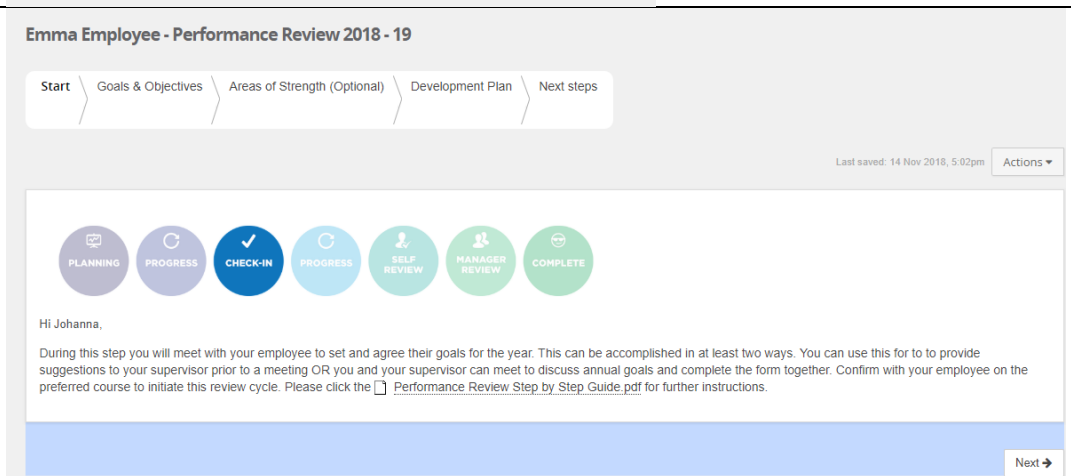 Emma Employee - Performance Review 2018 - 19
Start Goals & Objectives Areas of Strength (Optional) Development Plan Next steps
Last saved: 14 Nov 2018, 5:02pm Actions
PLANNING PROGRESS CHECK-IN PROGRESS SELF REVIEW MANAGER REVIEW COMPLETE
Hi Johanna,
During this step you will meet with your employee to set and agree their goals for the year. This can be accomplished in at least two ways. You can use this for to to provide
suggestions to your supervisor prior to a meeting OR you and your supervisor can meet to discuss annual goals and complete the form together. Confirm with your employee on the
preferred course to initiate this review cycle. Please click the Performance Review Step by Step Guide.pdf for further instructions.
Next